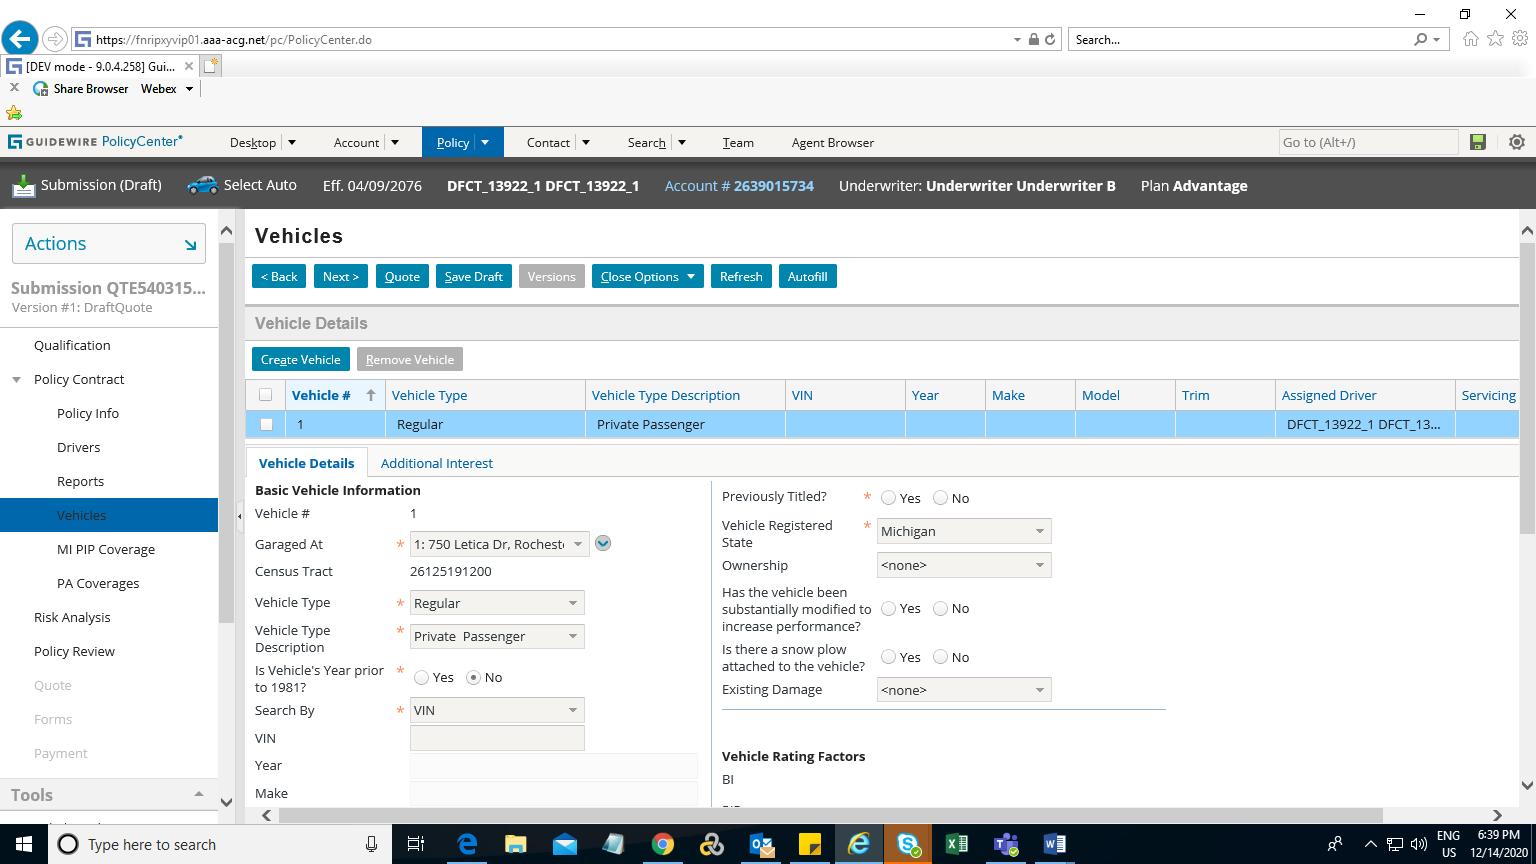 https://fnripxyvip01.aaa-acg.net/pc/PolicyCenter.do
Search...
[DEV mode - 9.0.4.258] Gui...
Share Browser Webex
GUIDEWIRE PolicyCenter®
Desktop Account Policy Contact Search Team Agent Browser
Go to (Alt+/)
Submission (Draft) Select Auto Eff. 04/09/2076 DFCT_13922_1 DFCT_13922_1 Account # 2639015734 Underwriter: Underwriter Underwriter B Plan Advantage
Actions
Submission QTE540315...
Version #1: DraftQuote
Qualification
Policy Contract
Policy Info
Drivers
Reports
Vehicles
MI PIP Coverage
PA Coverages
Risk Analysis
Policy Review
Quote
Forms
Payment
Tools
Vehicles
< Back Next > Quote Save Draft Versions Close Options Refresh Autofill
Vehicle Details
Create Vehicle Remove Vehicle
Vehicle # Vehicle Type Vehicle Type Description VIN Year Make Model Trim Assigned Driver Servicing
1 Regular Private Passenger DFCT_13922_1 DFCT_13...
Vehicle Details Additional Interest
Basic Vehicle Information
Vehicle # 1
Garaged At * 1: 750 Letica Dr, Rochest
Census Tract 26125191200
Vehicle Type * Regular
Vehicle Type
Description * Private Passenger
Is Vehicle's Year prior
to 1981? * Yes No
Search By * VIN
VIN
Year
Make
Previously Titled? * Yes No
Vehicle Registered
State * Michigan
Ownership <none>
Has the vehicle been
substantially modified to
increase performance? Yes No
Is there a snow plow
attached to the vehicle? Yes No
Existing Damage <none>
Vehicle Rating Factors
BI
Type here to search
ENG
US
6:39 PM
12/14/2020